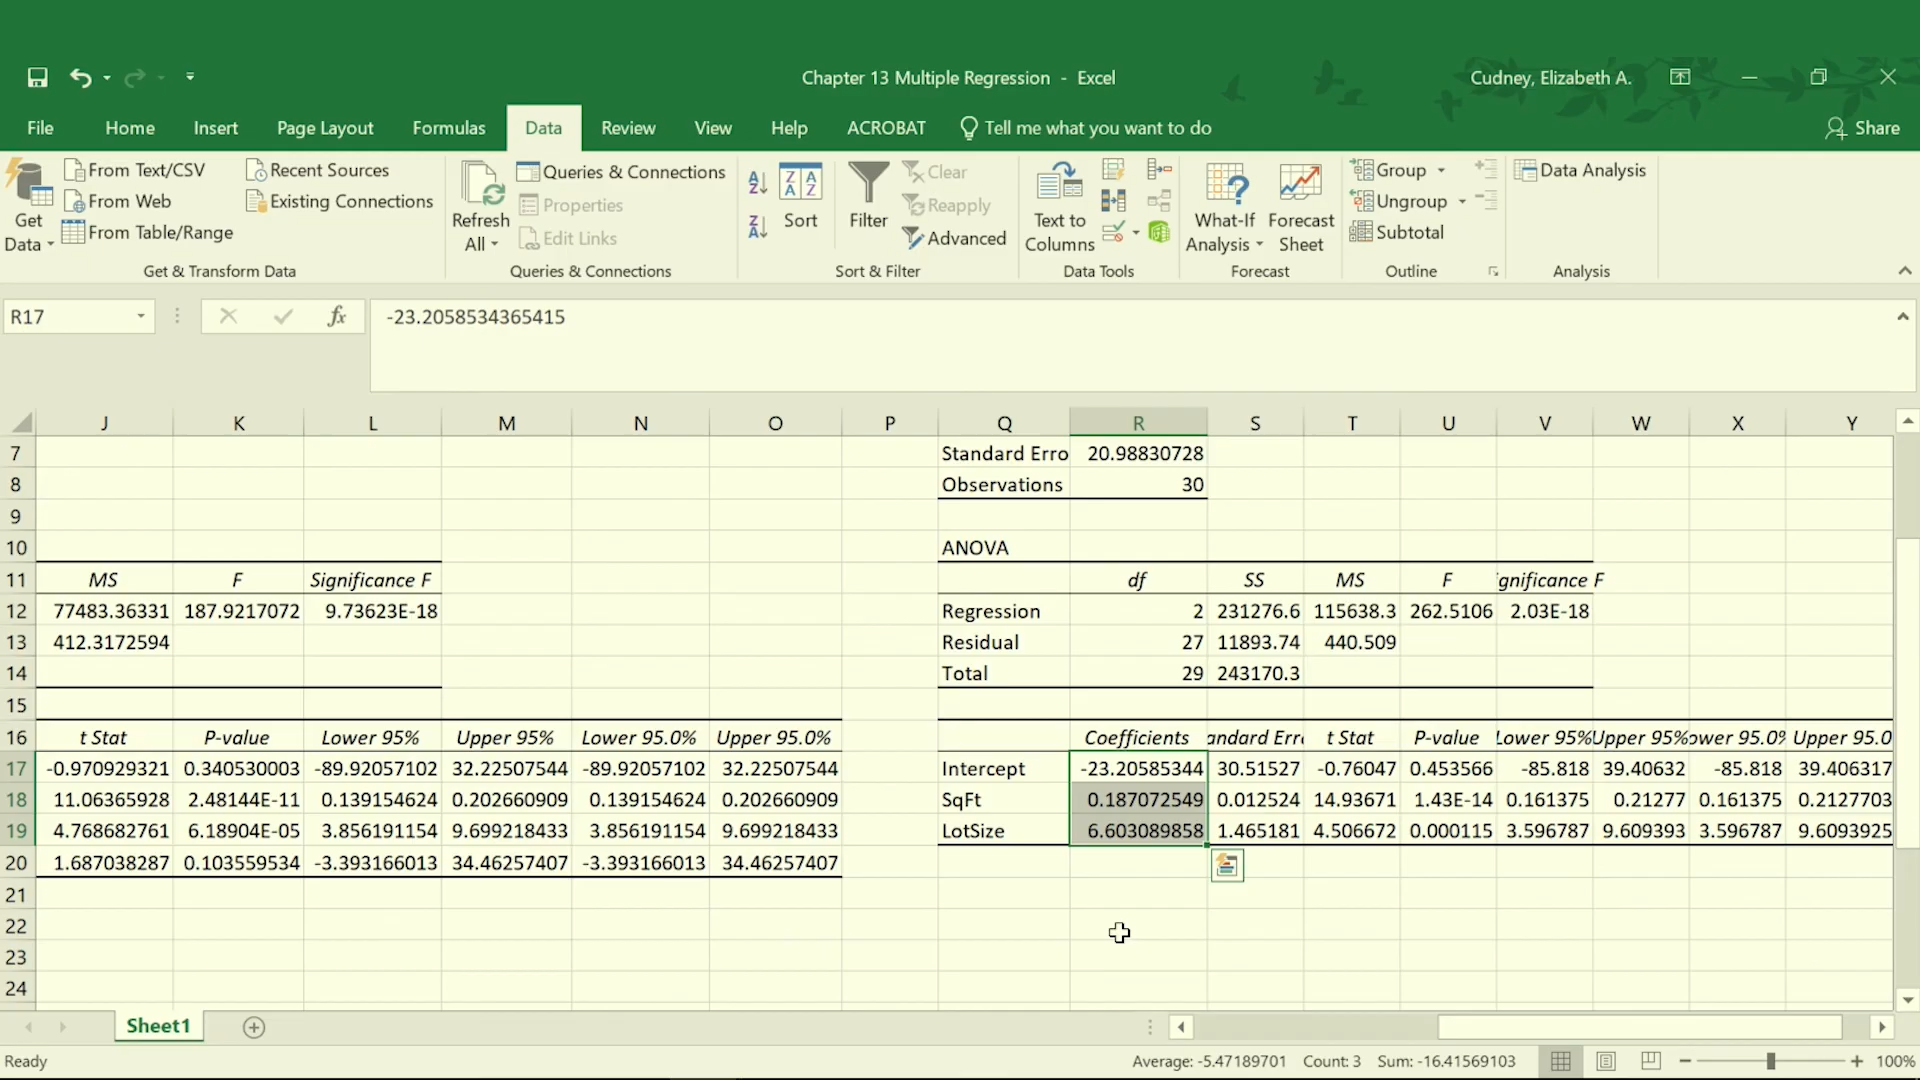 Chapter 13 Multiple Regression - Excel
Cudney, Elizabeth A.
File Home Insert Page Layout Formulas Data Review View Help ACROBAT Tell me what you want to do Share
Get Data
From Text/CSV
From Web
From Table/Range
Recent Sources
Existing Connections
Get & Transform Data
Refresh All
Queries & Connections
Properties
Edit Links
Queries & Connections
Sort
Filter
Clear
Reapply
Advanced
Sort & Filter
Text to Columns
Data Tools
What-If Analysis
Forecast Sheet
Forecast
Group
Ungroup
Subtotal
Outline
Data Analysis
Analysis
R17 fx -23.2058534365415
J K L M N O P Q R S T U V W X Y
7 Standard Erro 20.98830728
8 Observations 30
9
10 ANOVA
11 MS F Significance F df SS MS F gnificance F
12 77483.36331 187.9217072 9.73623E-18 Regression 2 231276.6 115638.3 262.5106 2.03E-18
13 412.3172594 Residual 27 11893.74 440.509
14 Total 29 243170.3
15
16 t Stat P-value Lower 95% Upper 95% Lower 95.0% Upper 95.0% Coefficients andard Erro t Stat P-value Lower 95% Upper 95% ower 95.0% Upper 95.0
17 -0.970929321 0.340530003 -89.92057102 32.22507544 -89.92057102 32.22507544 Intercept -23.20585344 30.51527 -0.76047 0.453566 -85.818 39.40632 -85.818 39.406317
18 11.06365928 2.48144E-11 0.139154624 0.202660909 0.139154624 0.202660909 SqFt 0.187072549 0.012524 14.93671 1.43E-14 0.161375 0.21277 0.161375 0.2127703
19 4.768682761 6.18904E-05 3.856191154 9.699218433 3.856191154 9.699218433 LotSize 6.603089858 1.465181 4.506672 0.000115 3.596787 9.609393 3.596787 9.6093925
20 1.687038287 0.103559534 -3.393166013 34.46257407 -3.393166013 34.46257407
21
22
23
24
Sheet1
Ready
Average: -5.47189701 Count: 3 Sum: -16.41569103
100%